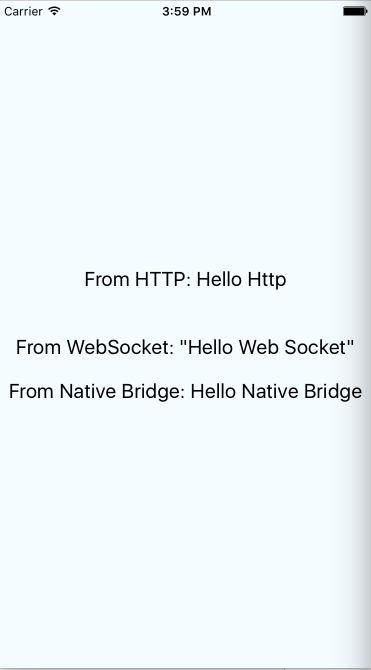 Carrier 3:59 PM
From HTTP: Hello Http
From WebSocket: "Hello Web Socket"
From Native Bridge: Hello Native Bridge